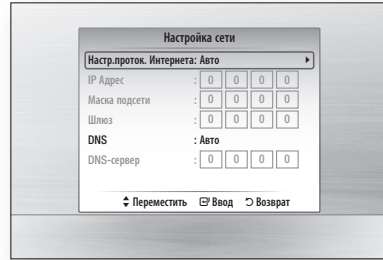 Настройка сети
Настр.проток. Интернета: Авто
IP Адрес : 0 0 0 0
Маска подсети : 0 0 0 0
Шлюз : 0 0 0 0
DNS : Авто
DNS-сервер : 0 0 0 0
Переместить Ввод Возврат